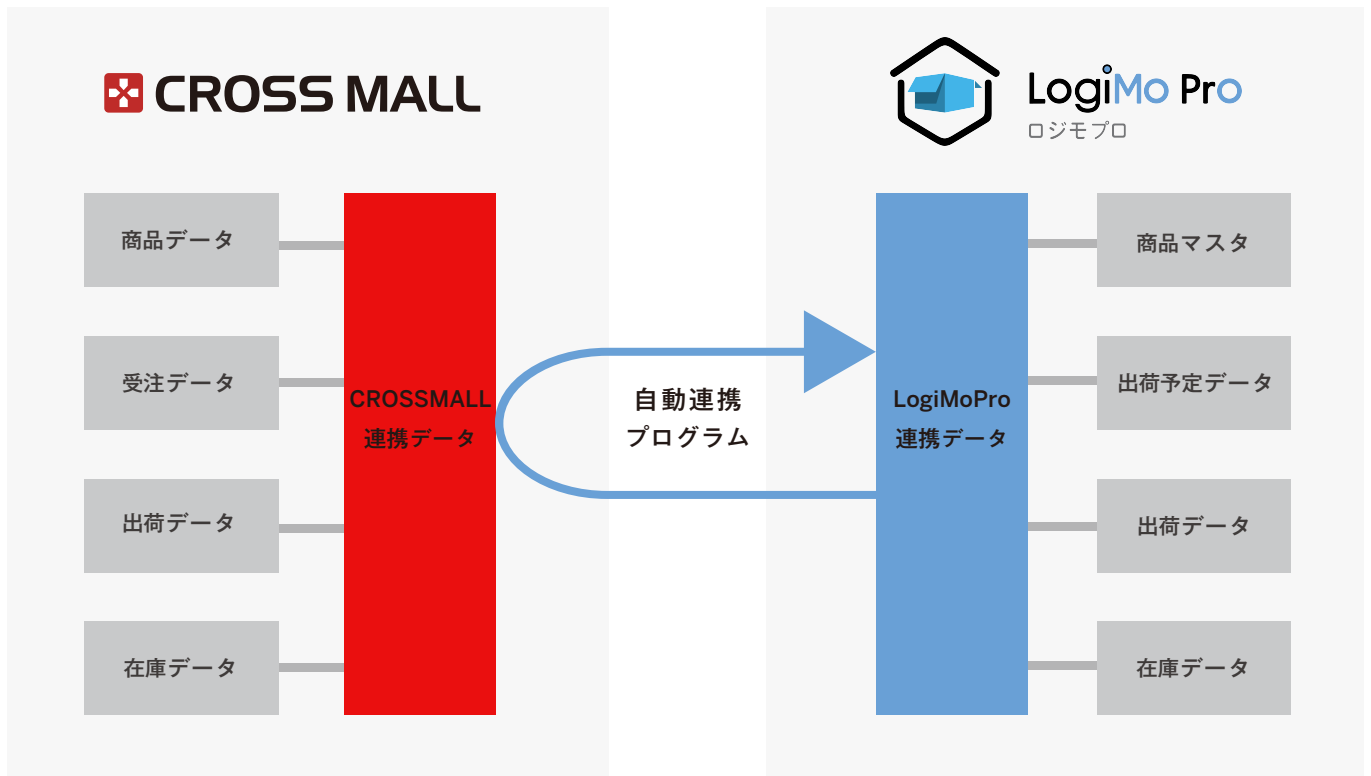 CROSS MALL
LogiMo Pro
ロジモプロ
商品データ
受注データ
出荷データ
在庫データ
CROSSMALL
連携データ
自動連携
プログラム
LogiMoPro
連携データ
商品マスタ
出荷予定データ
出荷データ
在庫データ